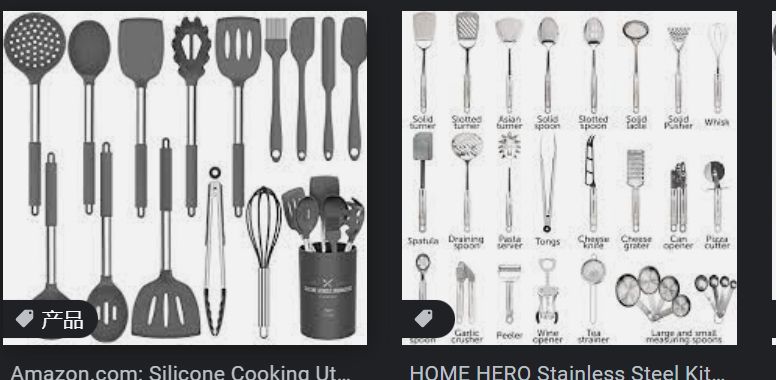 Solid
turner
Slotted
turner
Asian
turner
Solid
spoon
Slotted
spoon
Solid
ladle
Solid
Pusher
Whisk
Spatula
Draining
spoon
Pasta
server
Tongs
Cheese
knife
Cheese
grater
Can
opener
Pizza
cutter
spoon
Garlic
crusher
Peeler
Wine
opener
Tea
strainer
Large and small
measuring spoons
产品
Amazon.com: Silicone Cooking Ut...
HOME HERO Stainless Steel Kit...